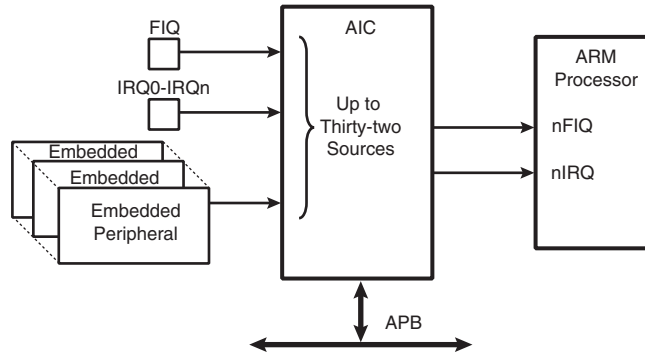 FIQ
IRQ0-IRQn
Embedded
Embedded
Embedded
Peripheral
AIC
Up to
Thirty-two
Sources
ARM
Processor
nFIQ
nIRQ
APB